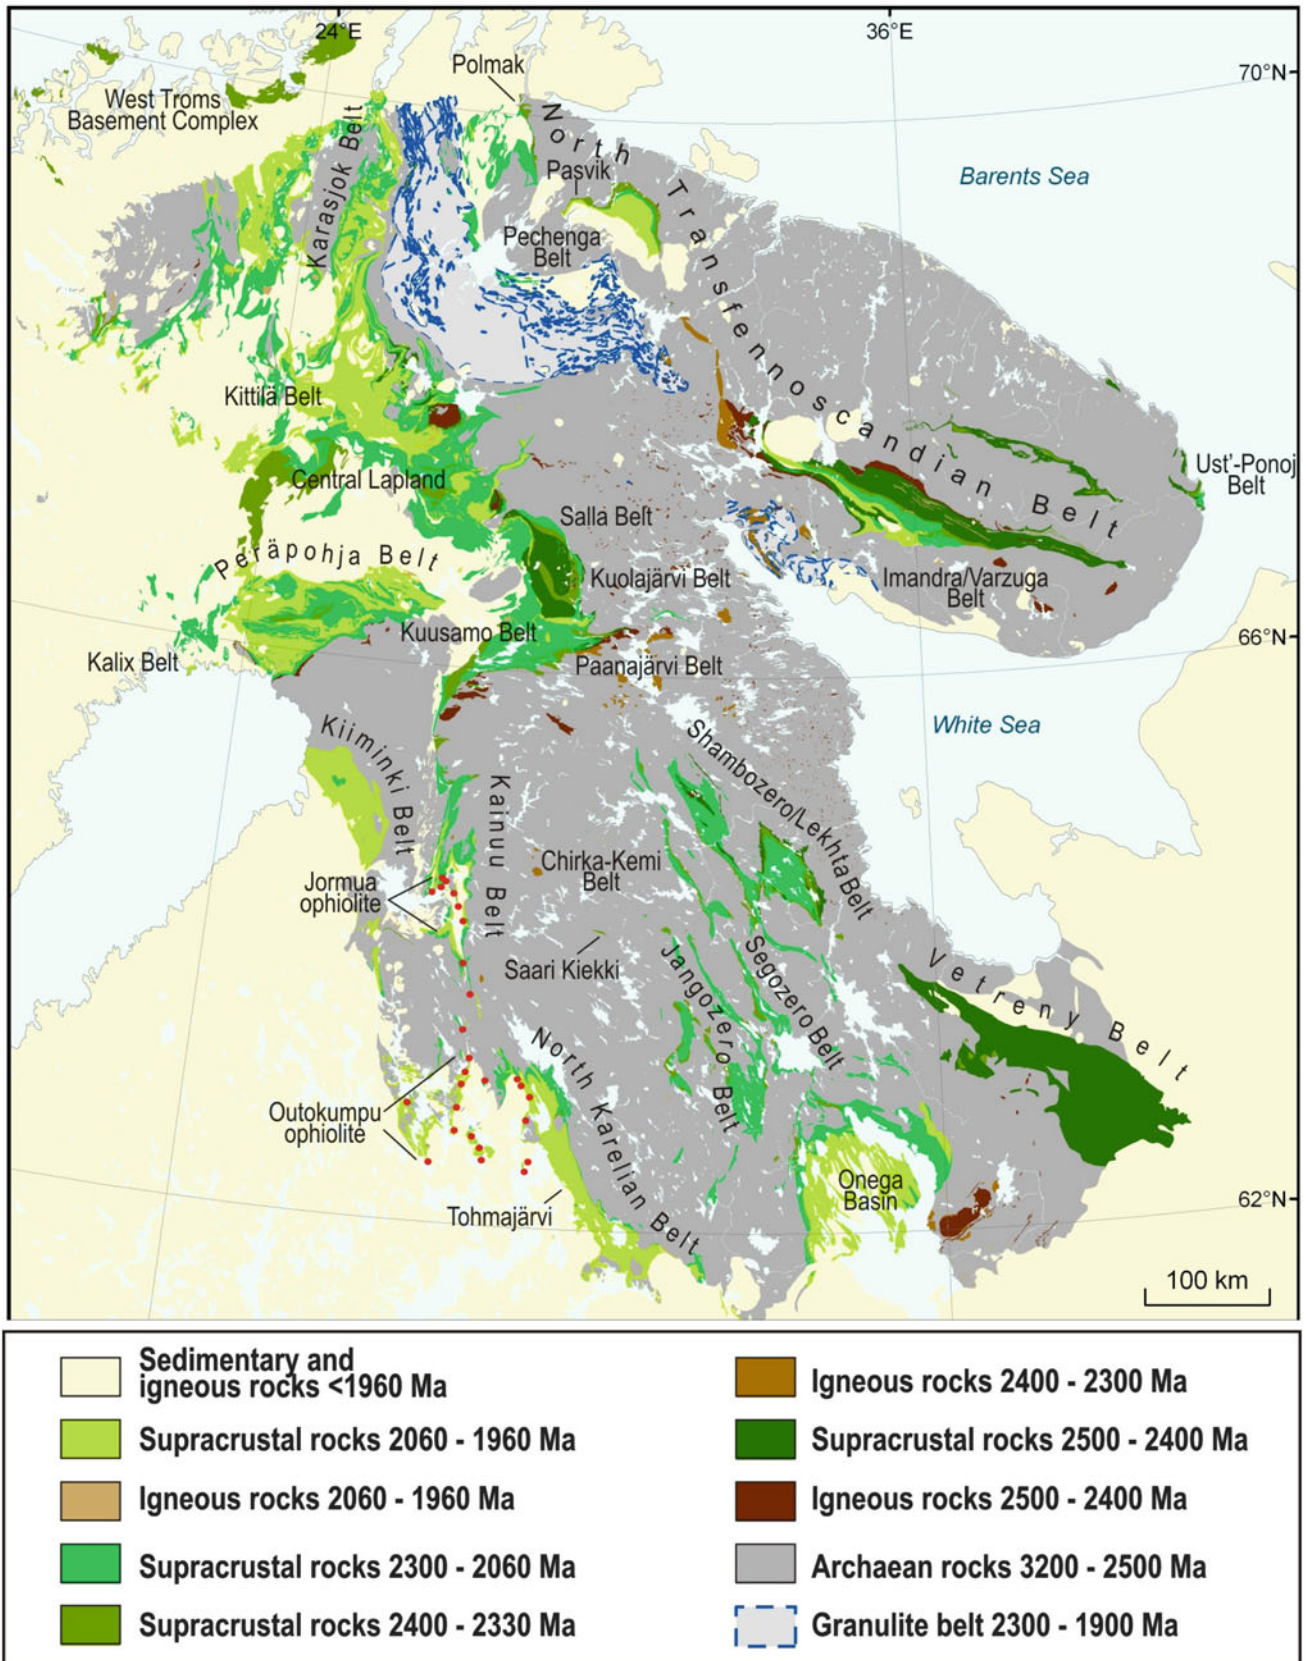 24°E
36°E
70°N
Polmak
West Troms
Basement Complex
Karasjok Belt
North Transfennoscandian Belt
Barents Sea
Pasvik
Pechenga
Belt
Kittilä Belt
Central Lapland
Ust'-Ponoj
Belt
Salla Belt
Peräpohja Belt
Kuolajärvi Belt
Imandra/Varzuga
Belt
Kuusamo Belt
66°N
Kalix Belt
Paanajärvi Belt
White Sea
Kiiminki Belt
Shambozero/Lekhta Belt
Kainuu Belt
Chirka-Kemi
Belt
Jormua
ophiolite
Saari Kiekki
Jangozero Belt
Segozero Belt
Vetreny Belt
North Karelian Belt
Outokumpu
ophiolite
Onega
Basin
Tohmajärvi
62°N
100 km
Sedimentary and
igneous rocks <1960 Ma
Supracrustal rocks 2060 - 1960 Ma
Igneous rocks 2060 - 1960 Ma
Supracrustal rocks 2300 - 2060 Ma
Supracrustal rocks 2400 - 2330 Ma
Igneous rocks 2400 - 2300 Ma
Supracrustal rocks 2500 - 2400 Ma
Igneous rocks 2500 - 2400 Ma
Archaean rocks 3200 - 2500 Ma
Granulite belt 2300 - 1900 Ma